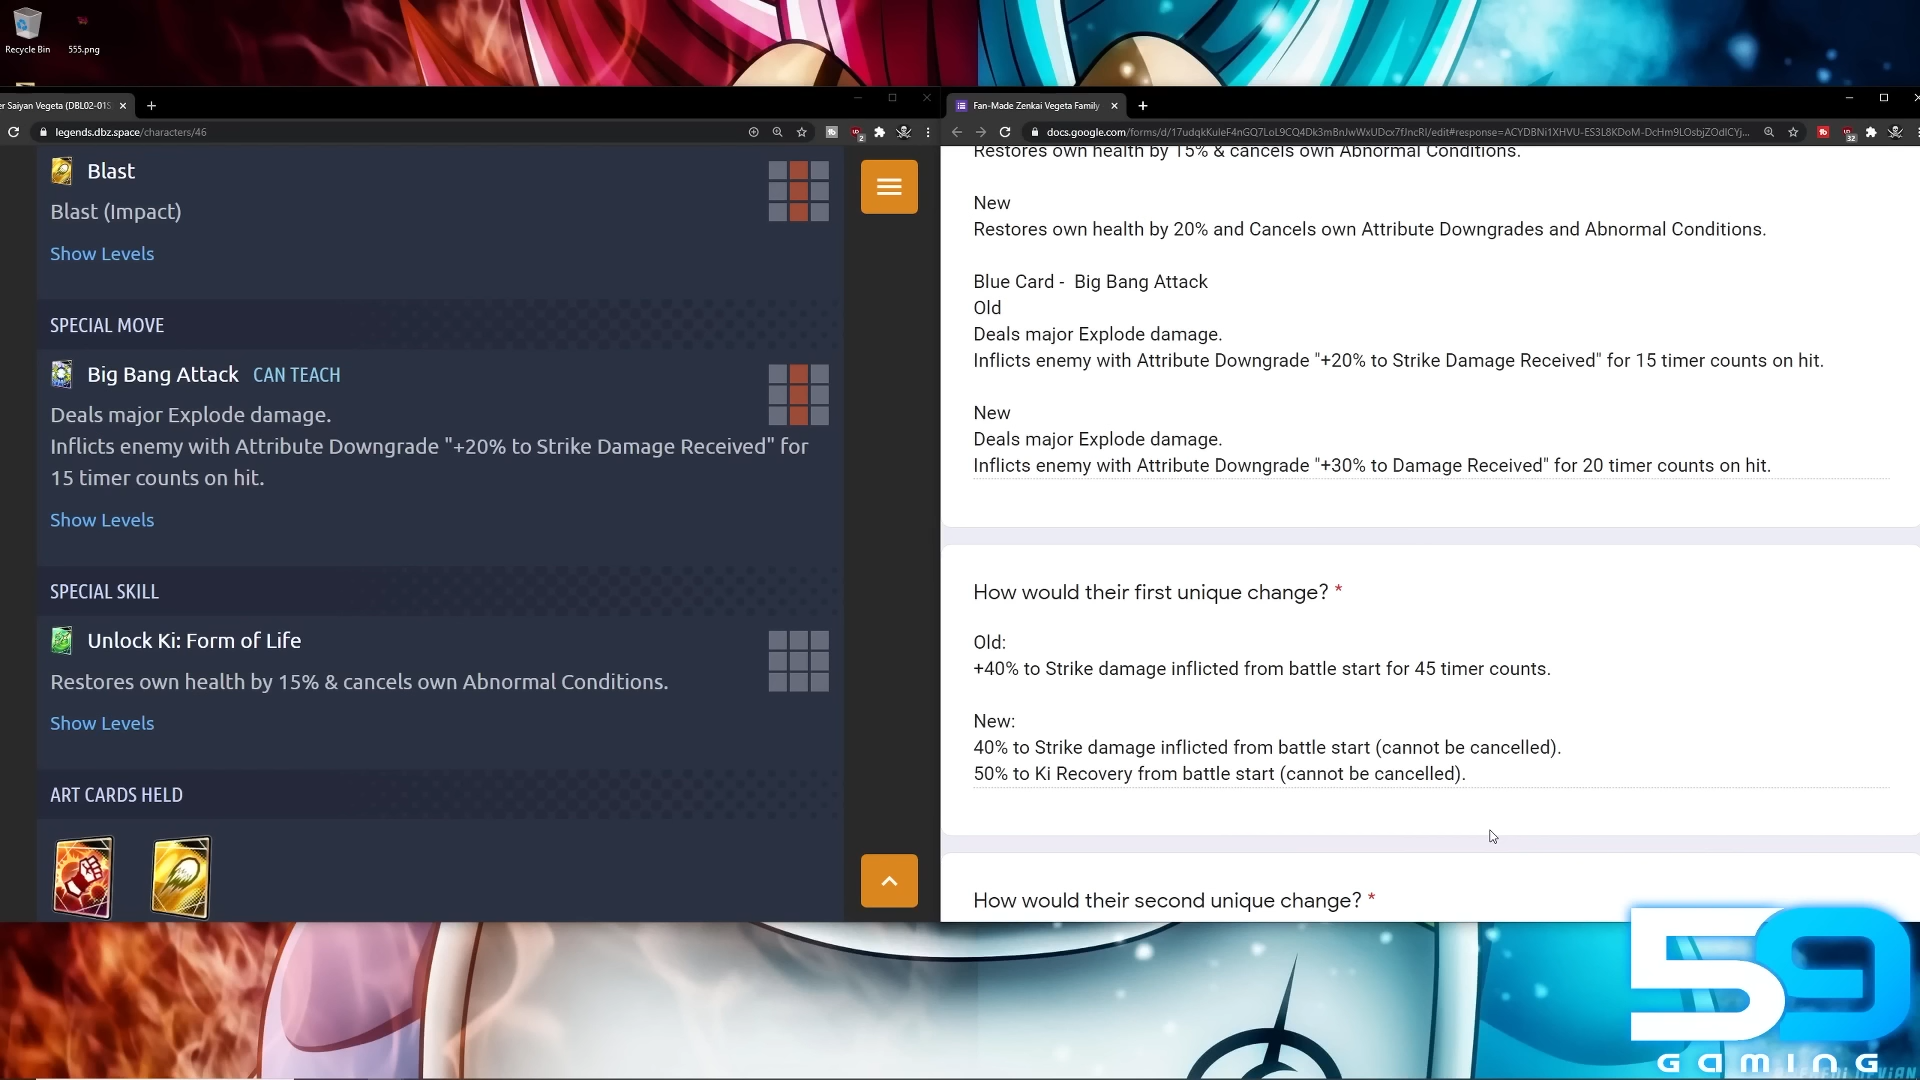 Recycle Bin
555.png
er Saiyan Vegeta (DBL02-01S
legends.dbz.space/characters/46
2
Blast
Blast (Impact)
Show Levels
SPECIAL MOVE
Big Bang Attack CAN TEACH
Deals major Explode damage.
Inflicts enemy with Attribute Downgrade "+20% to Strike Damage Received" for
15 timer counts on hit.
Show Levels
SPECIAL SKILL
Unlock Ki: Form of Life
Restores own health by 15% & cancels own Abnormal Conditions.
Show Levels
ART CARDS HELD
Fan-Made Zenkai Vegeta Family
32
Restores own health by 15% & cancels own Abnormal Conditions.
New
Restores own health by 20% and Cancels own Attribute Downgrades and Abnormal Conditions.
Blue Card - Big Bang Attack
Old
Deals major Explode damage.
Inflicts enemy with Attribute Downgrade "+20% to Strike Damage Received" for 15 timer counts on hit.
New
Deals major Explode damage.
Inflicts enemy with Attribute Downgrade "+30% to Damage Received" for 20 timer counts on hit.
How would their first unique change? *
Old:
+40% to Strike damage inflicted from battle start for 45 timer counts.
New:
40% to Strike damage inflicted from battle start (cannot be cancelled).
50% to Ki Recovery from battle start (cannot be cancelled).
How would their second unique change? *
59
GAMING